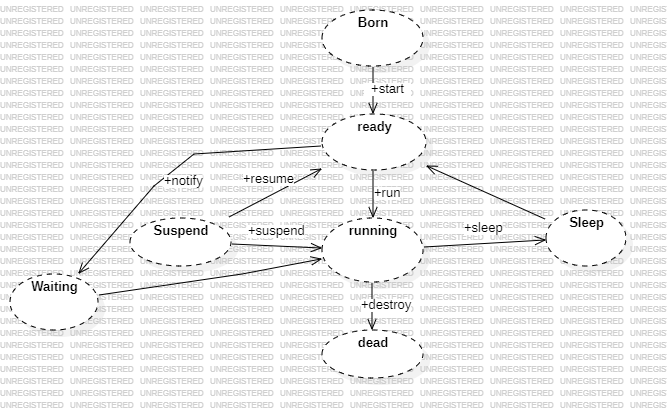 Born
+start
ready
+notify
+resume
+run
Suspend
+suspend
running
+sleep
Sleep
Waiting
+destroy
dead
UNREGISTERED